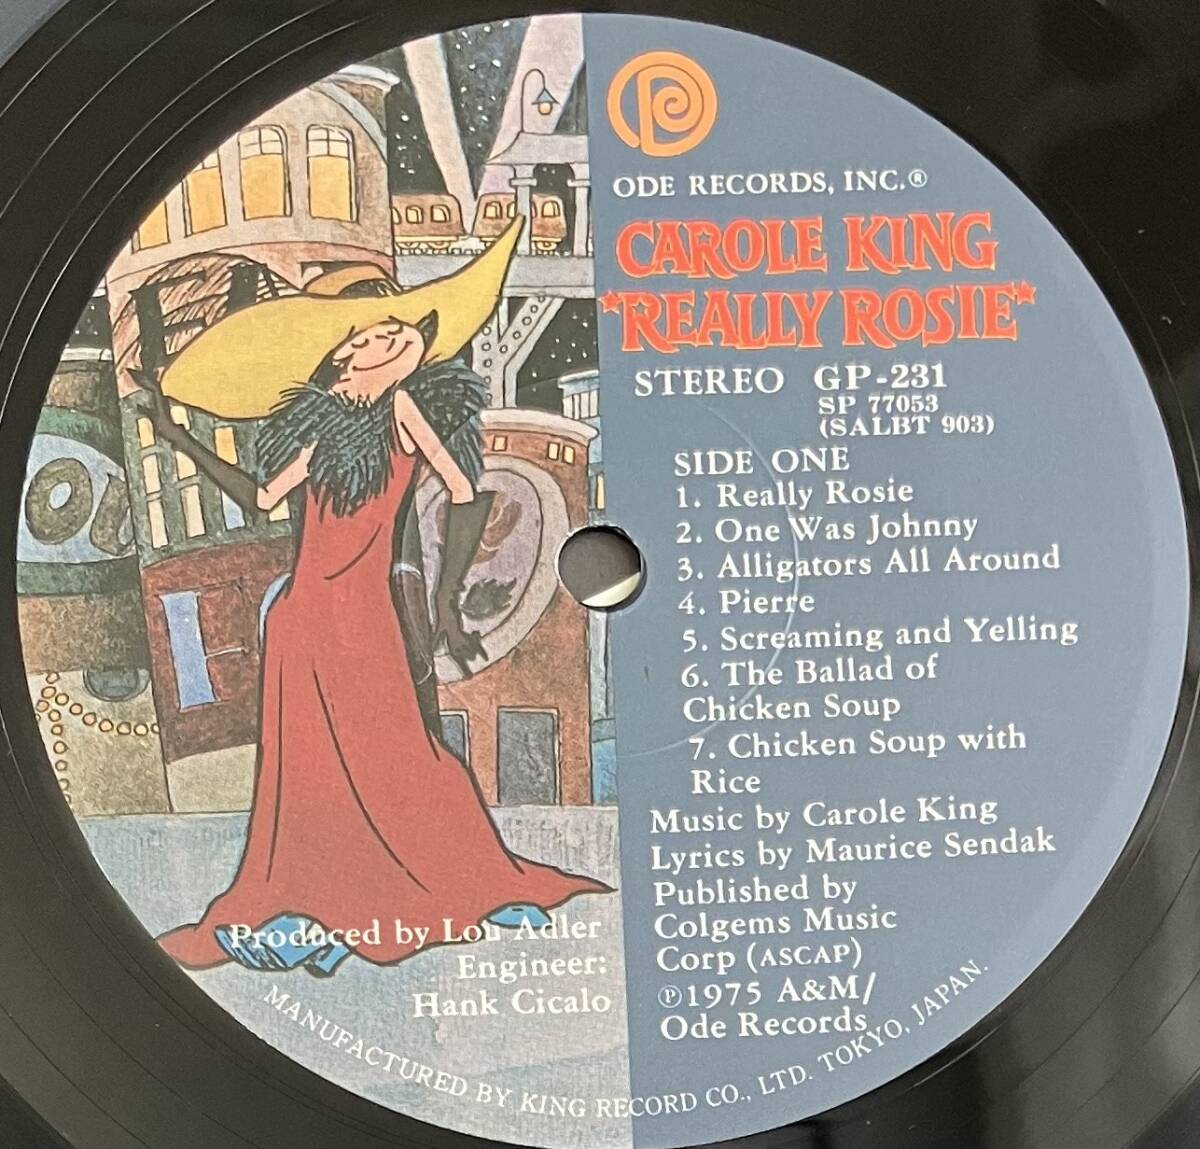 ODE RECORDS, INC.®
CAROLE KING
"REALLY ROSIE"
STEREO GP-231
SP 77053
(SALBT 903)
SIDE ONE
1. Really Rosie
2. One Was Johnny
3. Alligators All Around
4. Pierre
5. Screaming and Yelling
6. The Ballad of
Chicken Soup
7. Chicken Soup with
Rice
Music by Carole King
Lyrics by Maurice Sendak
Published by
Colgems Music
Corp (ASCAP)
℗1975 A&M/
Ode Records
Produced by Lou Adler
Engineer:
Hank Cicalo
MANUFACTURED BY KING RECORD CO., LTD. TOKYO, JAPAN.